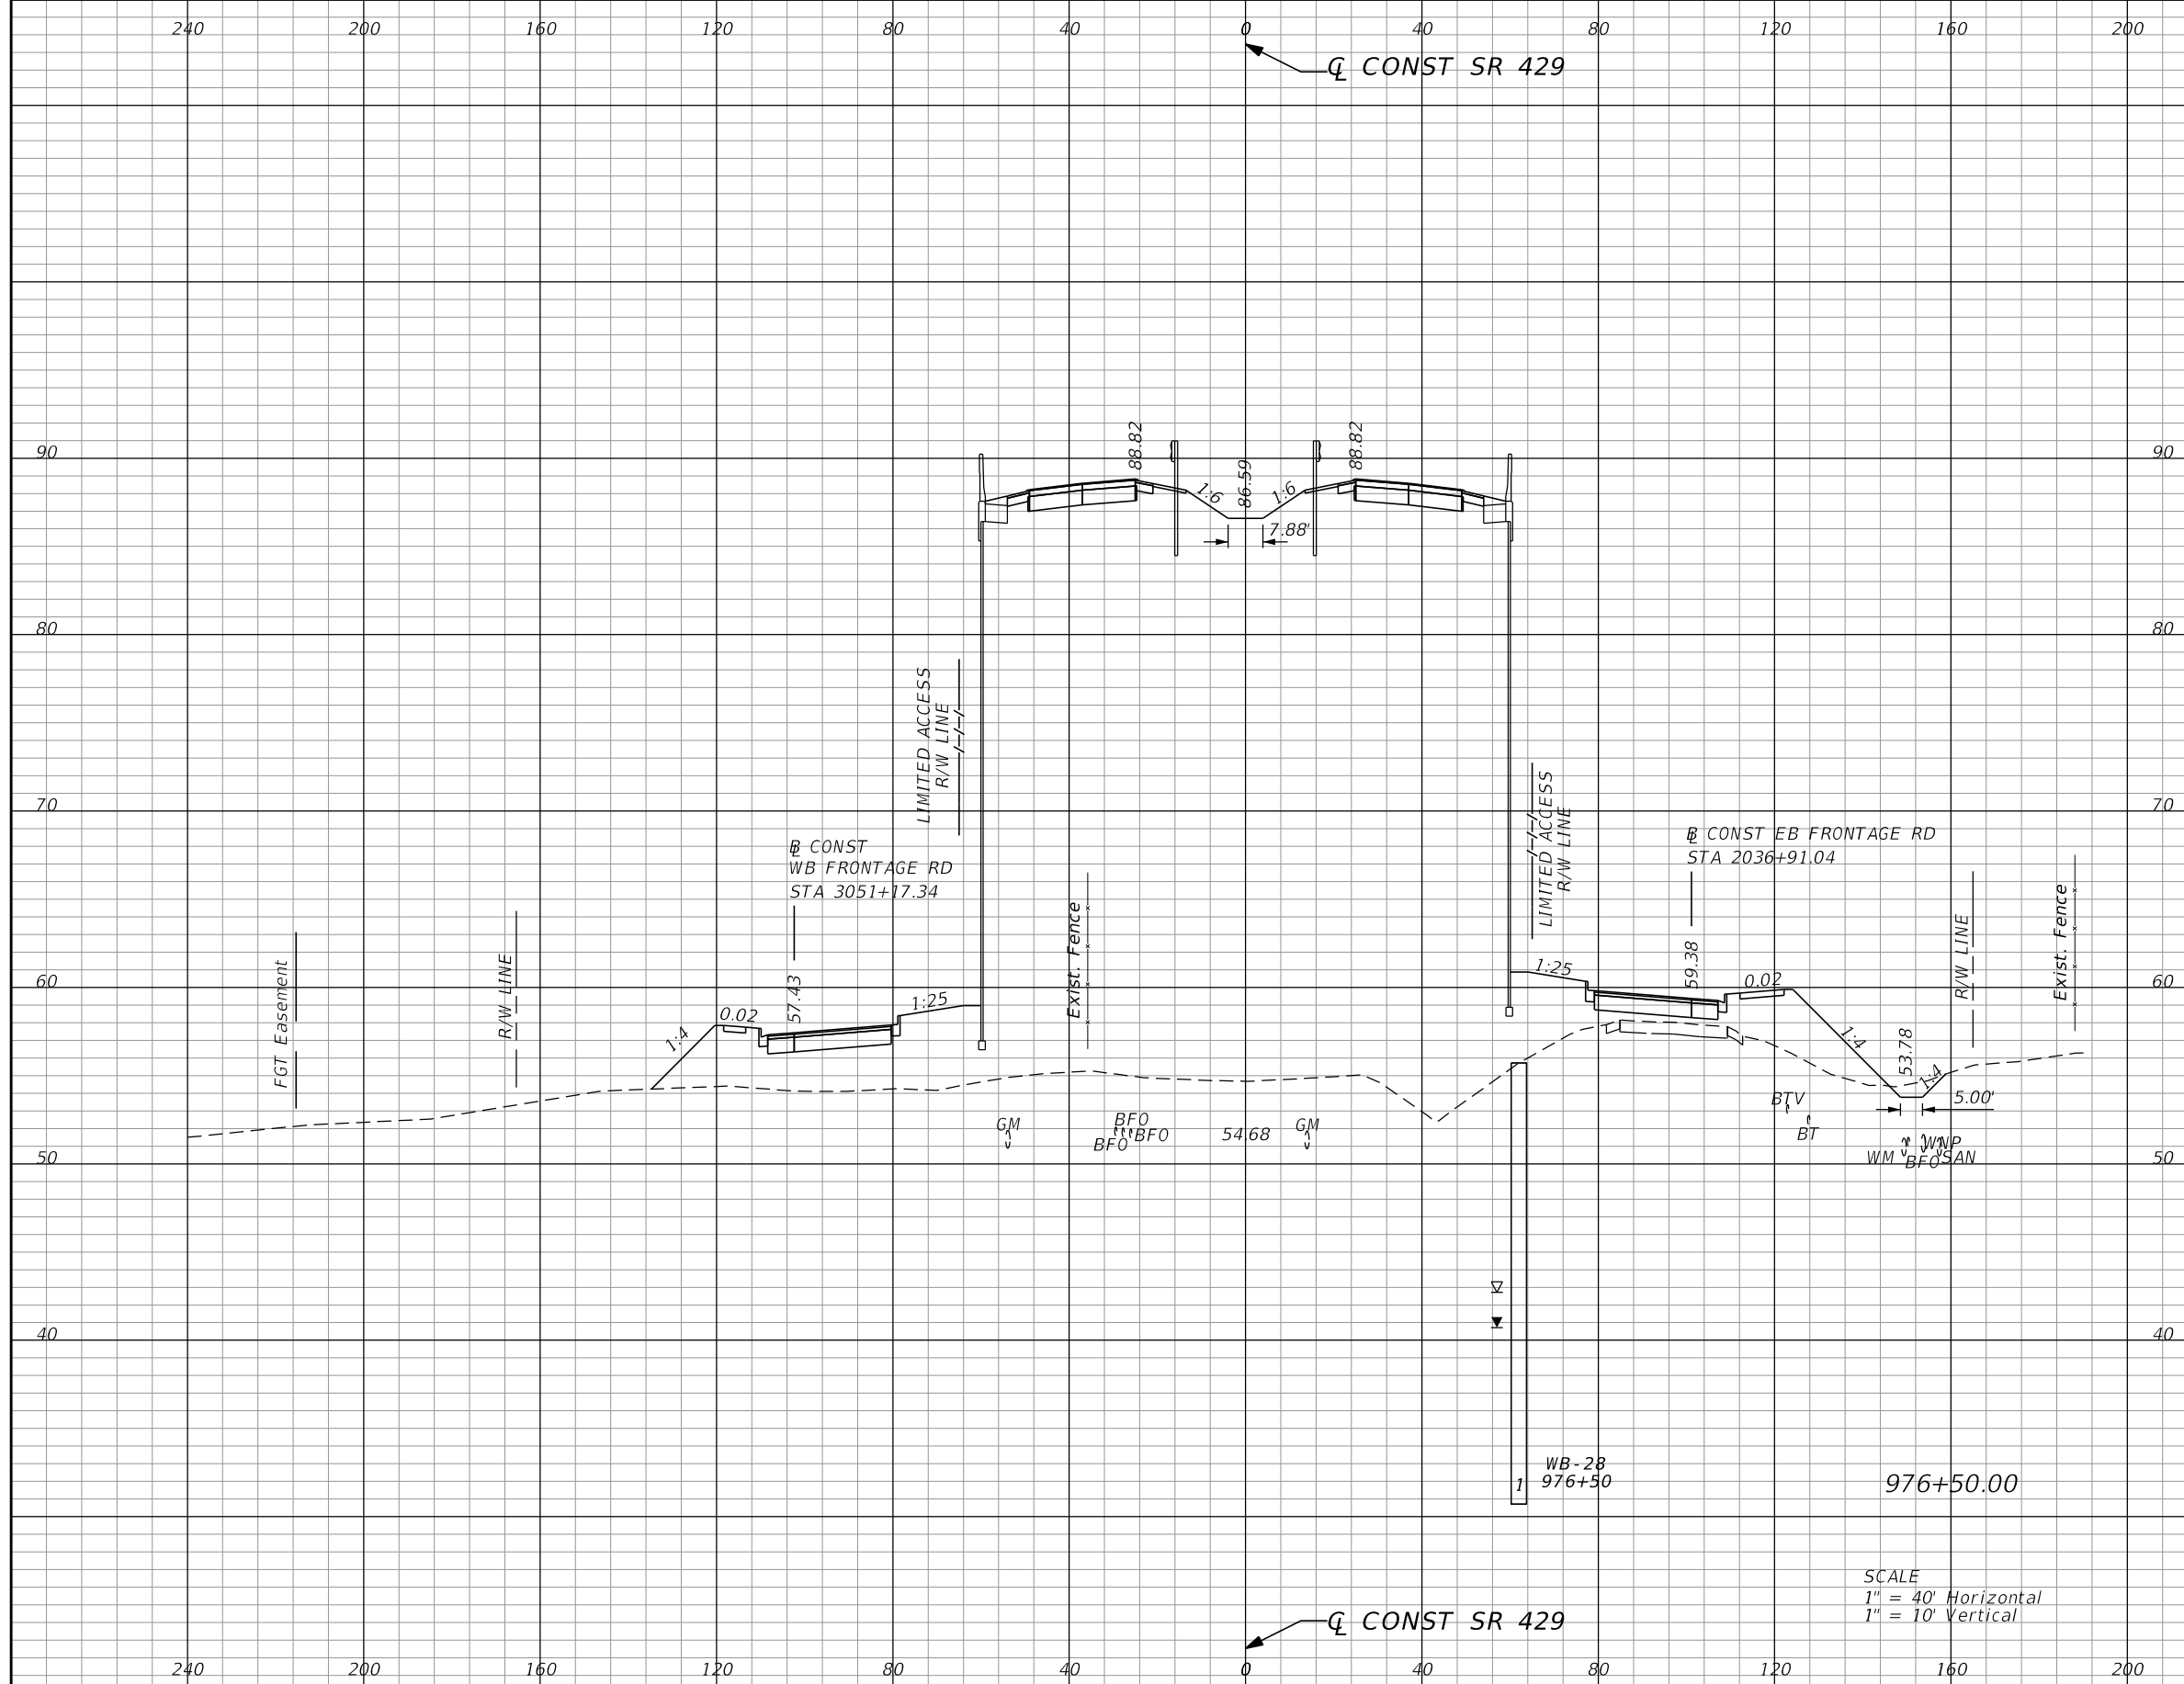 240 200 160 120 80 40 0 40 80 120 160 200
℄ CONST SR 429
90 90
88.82
86.59
88.82
1:6
1:6
7.88'
80 80
LIMITED ACCESS
R/W LINE
LIMITED ACCESS
R/W LINE
70 70
B̵L CONST
WB FRONTAGE RD
STA 3051+17.34
B̵L CONST EB FRONTAGE RD
STA 2036+91.04
FGT Easement
R/W LINE
Exist. Fence
R/W LINE
Exist. Fence
60 60
1:4
0.02
57.43
1:25
1:25
59.38
0.02
1:4
53.78
1:4
5.00'
GM
BFO
BFO
BFO
54.68
GM
BTV
BT
WM
BFO
WNP
SAN
50 50
40 40
1
WB-28
976+50
976+50.00
SCALE
1" = 40' Horizontal
1" = 10' Vertical
℄ CONST SR 429
240 200 160 120 80 40 0 40 80 120 160 200